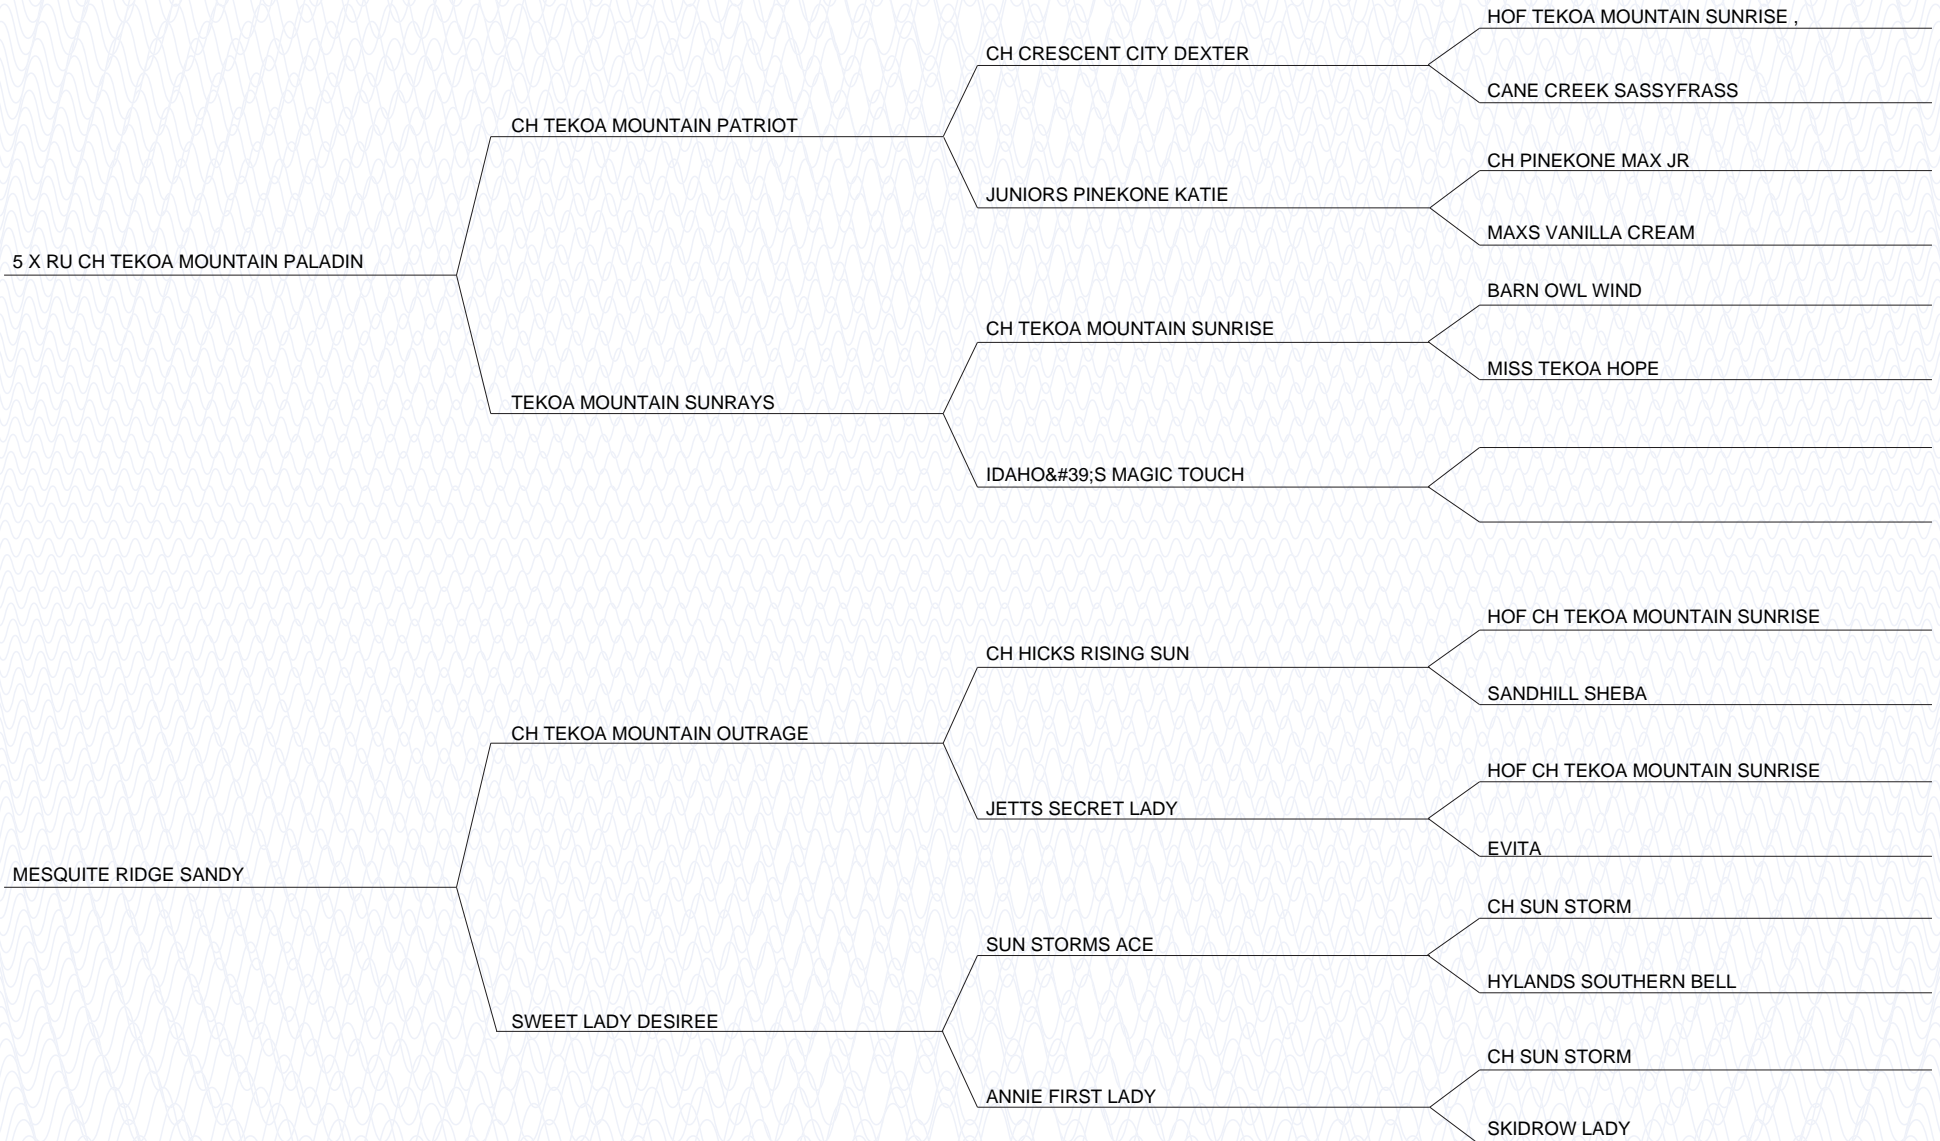 HOF TEKOA MOUNTAIN SUNRISE ,
CH CRESCENT CITY DEXTER
CANE CREEK SASSYFRASS
CH TEKOA MOUNTAIN PATRIOT
CH PINEKONE MAX JR
JUNIORS PINEKONE KATIE
MAXS VANILLA CREAM
5 X RU CH TEKOA MOUNTAIN PALADIN
BARN OWL WIND
CH TEKOA MOUNTAIN SUNRISE
MISS TEKOA HOPE
TEKOA MOUNTAIN SUNRAYS
IDAHO&#39;S MAGIC TOUCH
HOF CH TEKOA MOUNTAIN SUNRISE
CH HICKS RISING SUN
SANDHILL SHEBA
CH TEKOA MOUNTAIN OUTRAGE
HOF CH TEKOA MOUNTAIN SUNRISE
JETTS SECRET LADY
EVITA
MESQUITE RIDGE SANDY
CH SUN STORM
SUN STORMS ACE
HYLANDS SOUTHERN BELL
SWEET LADY DESIREE
CH SUN STORM
ANNIE FIRST LADY
SKIDROW LADY